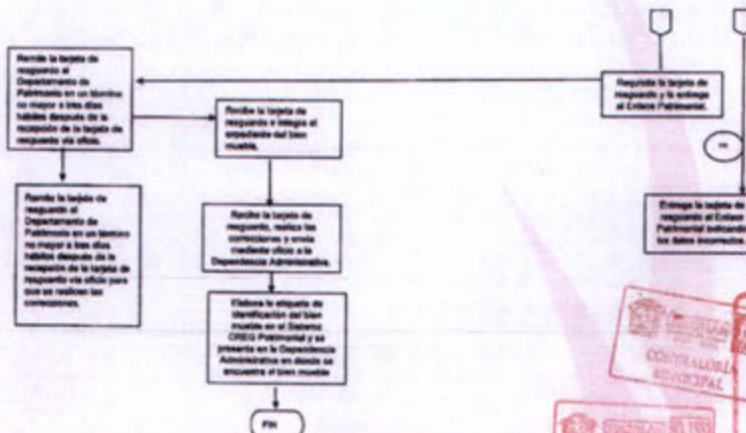 Remite la tarjeta de
resguardo al
Departamento de
Patrimonio en un término
no mayor a tres días
hábiles después de la
recepción de la tarjeta de
resguardo vía oficio.
Requisita la tarjeta de
resguardo y la entrega
al Enlace Patrimonial.
Recibe la tarjeta de
resguardo e integra el
expediente del bien
mueble.
Remite la tarjeta de
resguardo al
Departamento de
Patrimonio en un término
no mayor a tres días
hábiles después de la
recepción de la tarjeta de
resguardo vía oficio para
que se realicen las
correcciones.
Recibe la tarjeta de
resguardo, realiza las
correcciones y envía
mediante oficio a la
Dependencia Administrativa.
Entrega la tarjeta de
resguardo al Enlace
Patrimonial indicando
los datos incorrectos
Elabora la etiqueta de
identificación del bien
mueble en el Sistema
CREG Patrimonial y se
presenta en la Dependencia
Administrativa en donde se
encuentra el bien mueble
FIN
CONTRALORÍA
MUNICIPAL